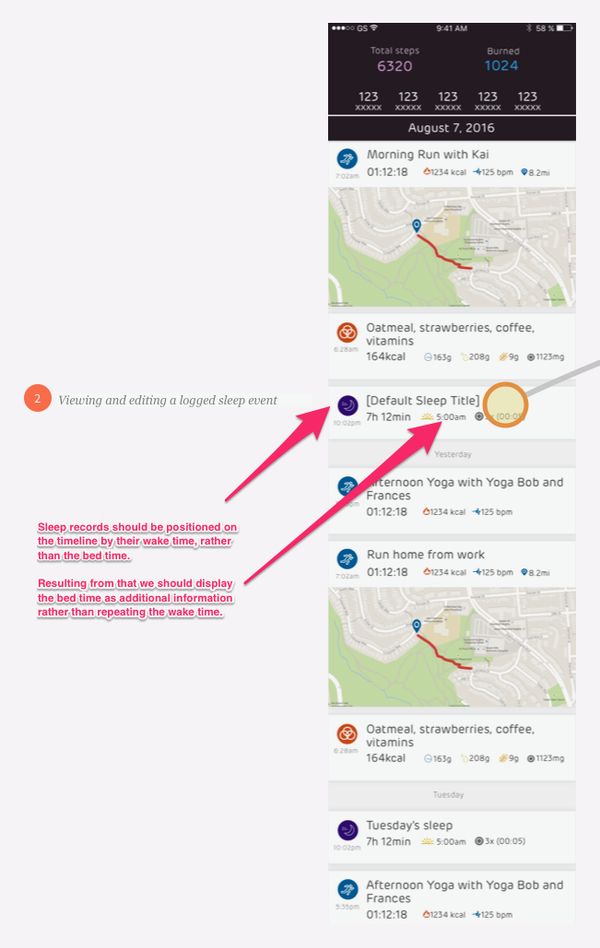 GS 9:41 AM 58 %
Total steps Burned
6320 1024
123 123 123 123 123
xxxxx xxxxx xxxxx xxxxx xxxxx
August 7, 2016
Morning Run with Kai
7:02am 01:12:18 1234 kcal 125 bpm 8.2mi
Oatmeal, strawberries, coffee,
vitamins
6:28am 164kcal 163g 208g 9g 1123mg
2 Viewing and editing a logged sleep event
[Default Sleep Title]
10:02pm 7h 12min 5:00am 3x (00:05)
Yesterday
Sleep records should be positioned on
the timeline by their wake time, rather
than the bed time.
Resulting from that we should display
the bed time as additional information
rather than repeating the wake time.
Afternoon Yoga with Yoga Bob and
Frances
01:12:18 1234 kcal 125 bpm
Run home from work
7:02am 01:12:18 1234 kcal 125 bpm 8.2mi
Oatmeal, strawberries, coffee,
vitamins
6:28am 164kcal 163g 208g 9g 1123mg
Tuesday
Tuesday's sleep
10:02pm 7h 12min 5:00am 3x (00:05)
Afternoon Yoga with Yoga Bob and
Frances
5:35pm 01:12:18 1234 kcal 125 bpm